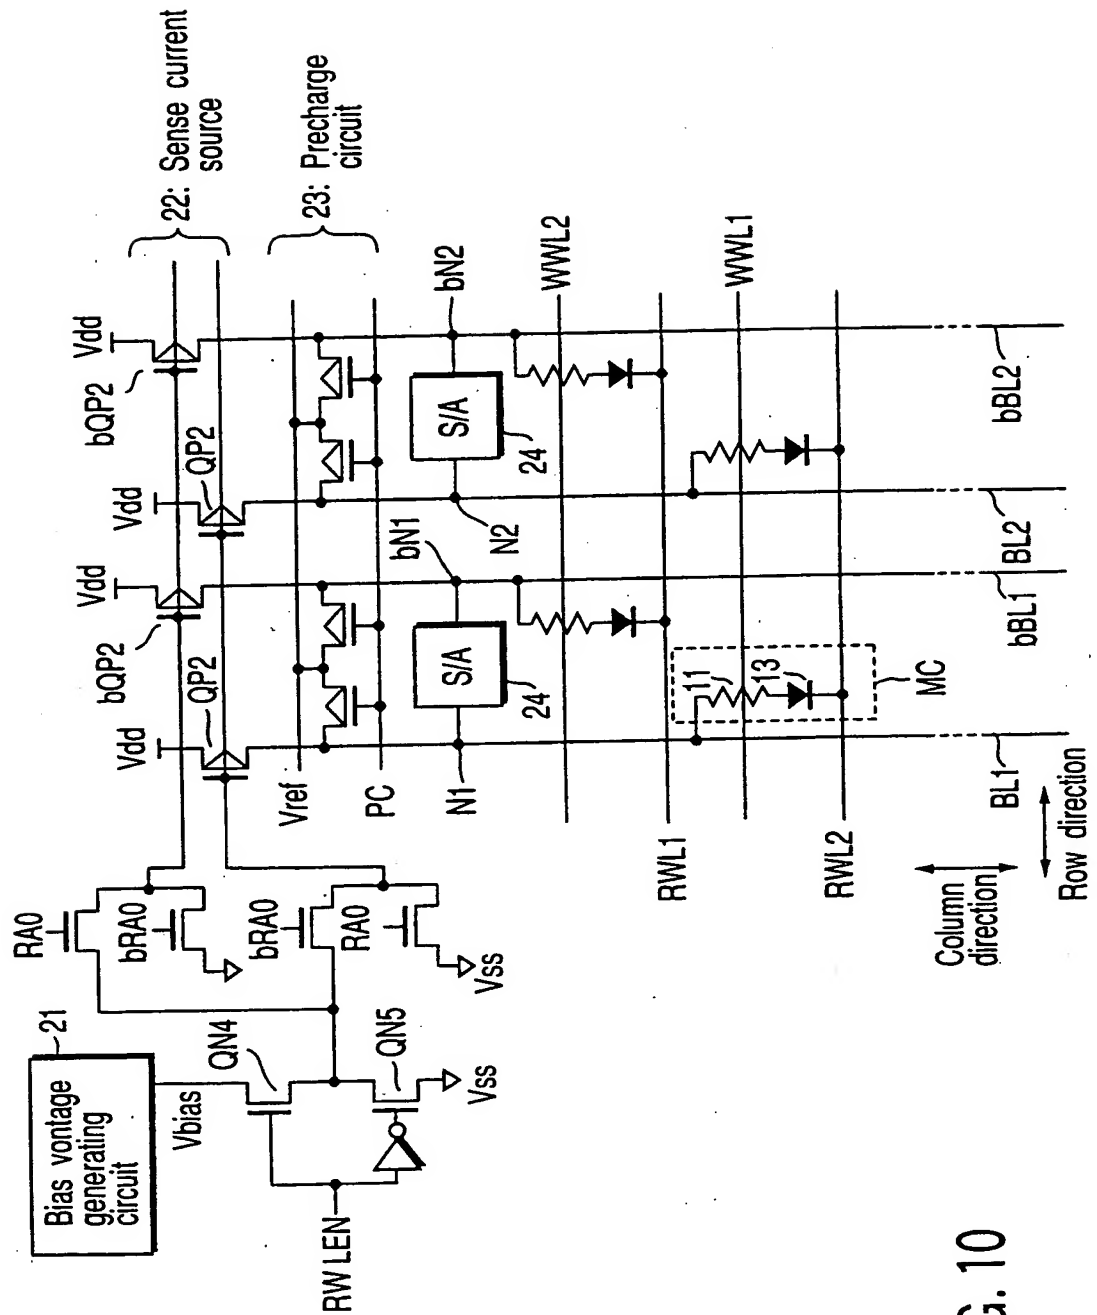 22: Sense current
source
23: Precharge
circuit
Vdd
Vdd
Vdd
Vdd
bQP2
QP2
bQP2
QP2
RA0
bRA0
bRA0
RA0
Vss
21
Bias vontage
generating
circuit
Vbias
QN4
QN5
Vss
RW LEN
Vref
PC
N1
bN1
N2
bN2
S/A
S/A
24
24
WWL2
RWL1
WWL1
RWL2
11
13
MC
BL1
bBL1
BL2
bBL2
Column
direction
Row direction
G. 10